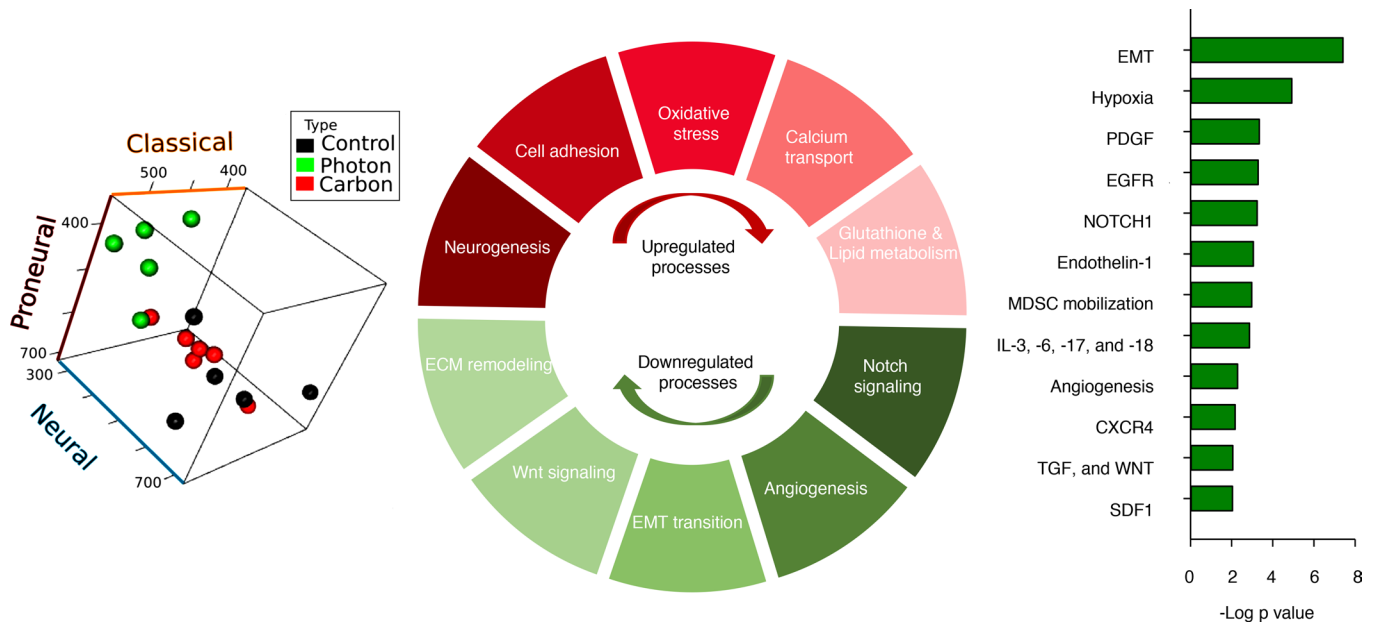 Classical
500
400
400
Proneural
700
300
Neural
700
Type
Control
Photon
Carbon
Oxidative
stress
Calcium
transport
Cell adhesion
Glutathione &
Lipid metabolism
Neurogenesis
Upregulated
processes
ECM remodeling
Downregulated
processes
Notch
signaling
Wnt signaling
Angiogenesis
EMT transition
EMT
Hypoxia
PDGF
EGFR
NOTCH1
Endothelin-1
MDSC mobilization
IL-3, -6, -17, and -18
Angiogenesis
CXCR4
TGF, and WNT
SDF1
0 2 4 6 8
-Log p value